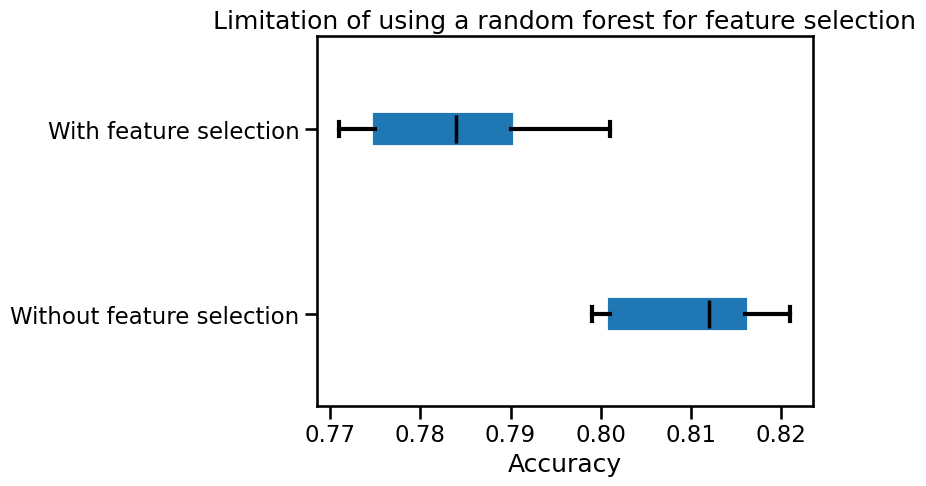 Limitation of using a random forest for feature selection
With feature selection
Without feature selection
0.77 0.78 0.79 0.80 0.81 0.82
Accuracy